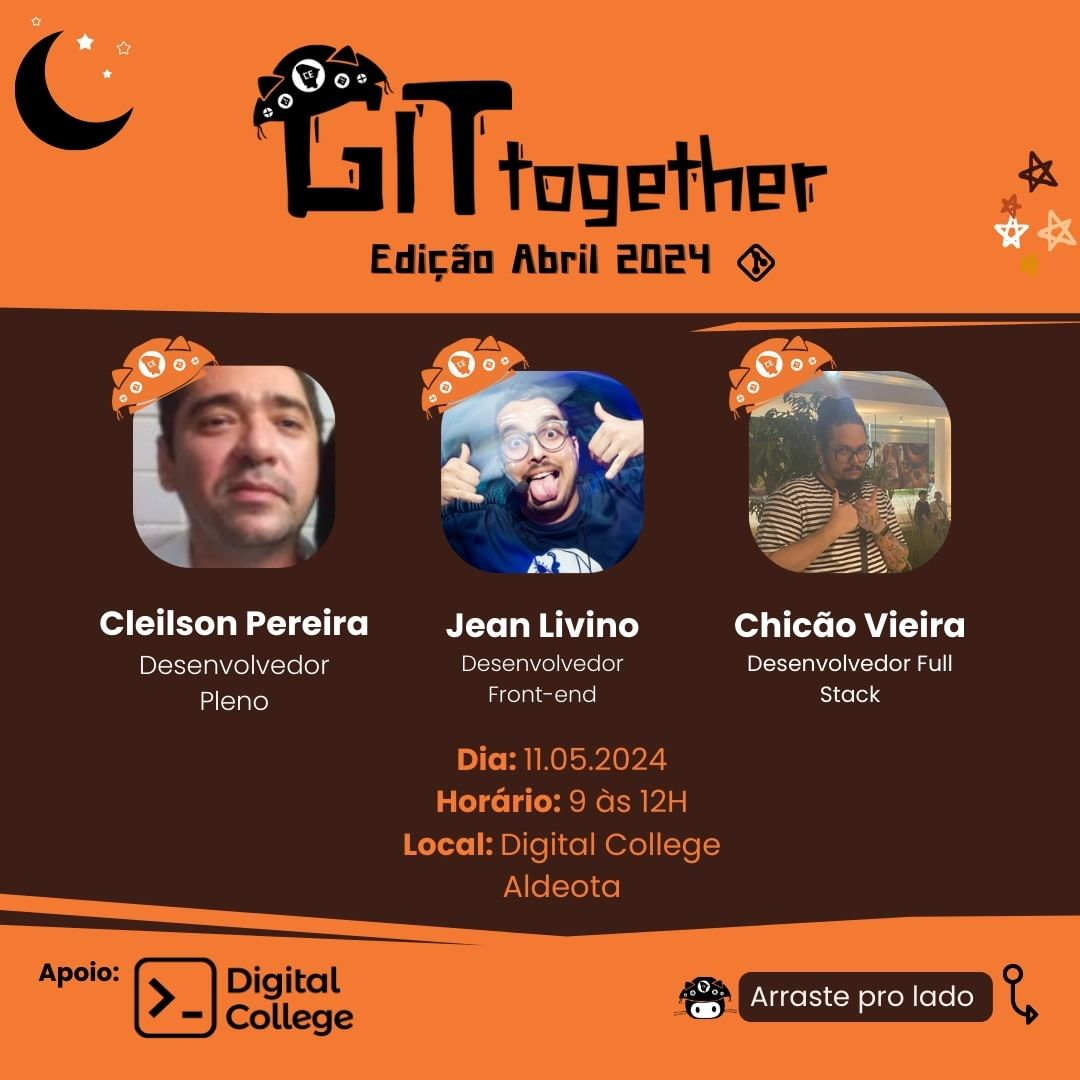 GIT together
Edição Abril 2024
Cleilson Pereira
Desenvolvedor
Pleno
Jean Livino
Desenvolvedor
Front-end
Chicão Vieira
Desenvolvedor Full
Stack
Dia: 11.05.2024
Horário: 9 às 12H
Local: Digital College
Aldeota
Apoio:
Digital
College
Arraste pro lado